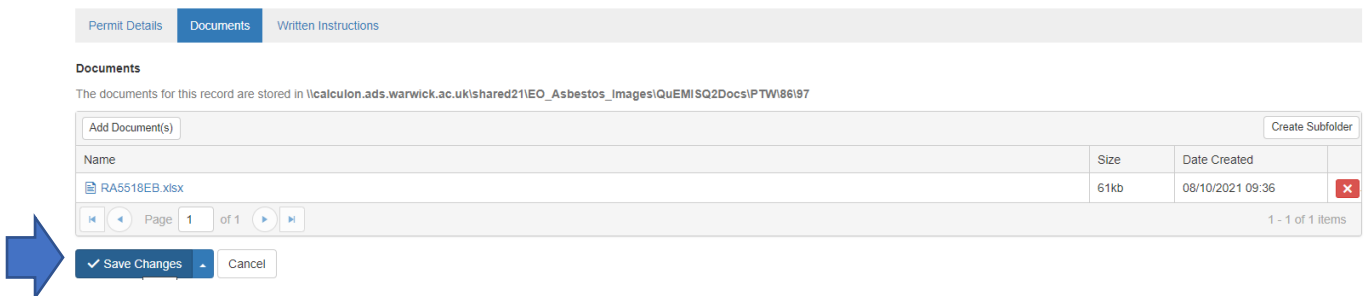 Permit Details Documents Written Instructions
Documents
The documents for this record are stored in \\calculon.ads.warwick.ac.uk\shared21\EO_Asbestos_Images\QuEMISQ2Docs\PTW\86\97
Add Document(s) Create Subfolder
Name Size Date Created
RA5518EB.xlsx 61kb 08/10/2021 09:36
Page 1 of 1 1 - 1 of 1 items
Save Changes Cancel